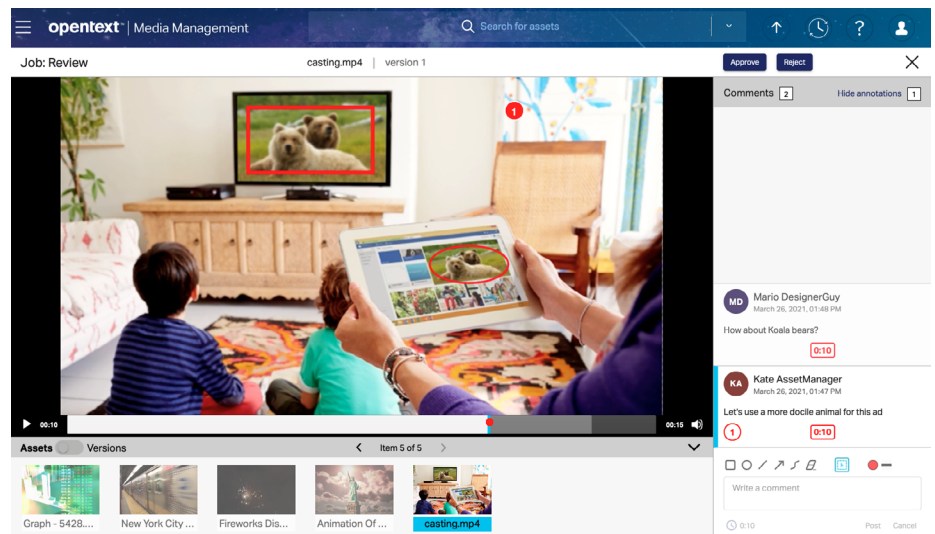 opentext™ | Media Management
Search for assets
?
Job: Review
casting.mp4 | version 1
Approve
Reject
Comments 2
Hide annotations 1
1
MD
Mario DesignerGuy
March 26, 2021, 01:48 PM
How about Koala bears?
0:10
KA
Kate AssetManager
March 26, 2021, 01:47 PM
Let's use a more docile animal for this ad
1
0:10
00:10
00:15
Assets
Versions
Item 5 of 5
Graph - 5428....
New York City ...
Fireworks Dis...
Animation Of ...
casting.mp4
Write a comment
0:10
Post
Cancel